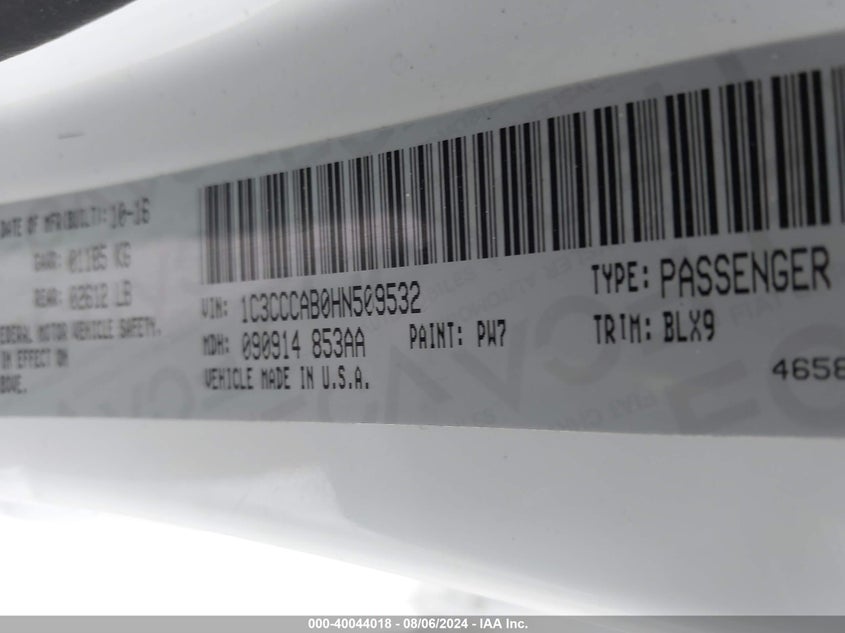 DATE OF MFR(BUILT): 10-16
GAWR: 01185 KG
REAR: 02612 LB
FEDERAL MOTOR VEHICLE SAFETY.
IN EFFECT ON
BOVE.
VIN: 1C3CCCAB0HN509532
TYPE: PASSENGER
MDH: 090914 853AA
PAINT: PW7
TRIM: BLX9
VEHICLE MADE IN U.S.A.
4658
000-40044018 - 08/06/2024 - IAA Inc.